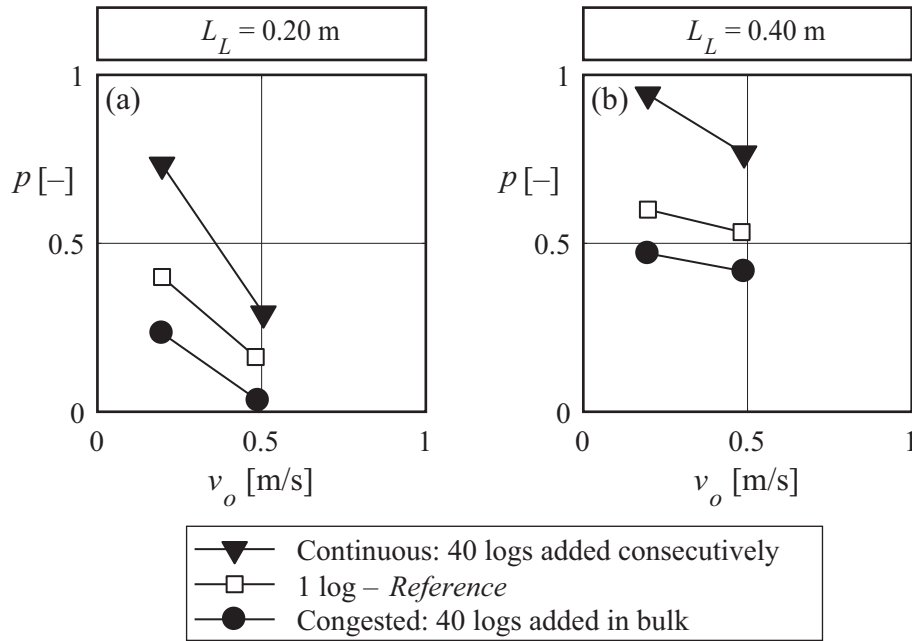 L_L = 0.20 m
L_L = 0.40 m
(a)
1
0.5
0
p [–]
0
0.5
1
v_o [m/s]
(b)
1
0.5
0
p [–]
0
0.5
1
v_o [m/s]
Continuous: 40 logs added consecutively
1 log – Reference
Congested: 40 logs added in bulk